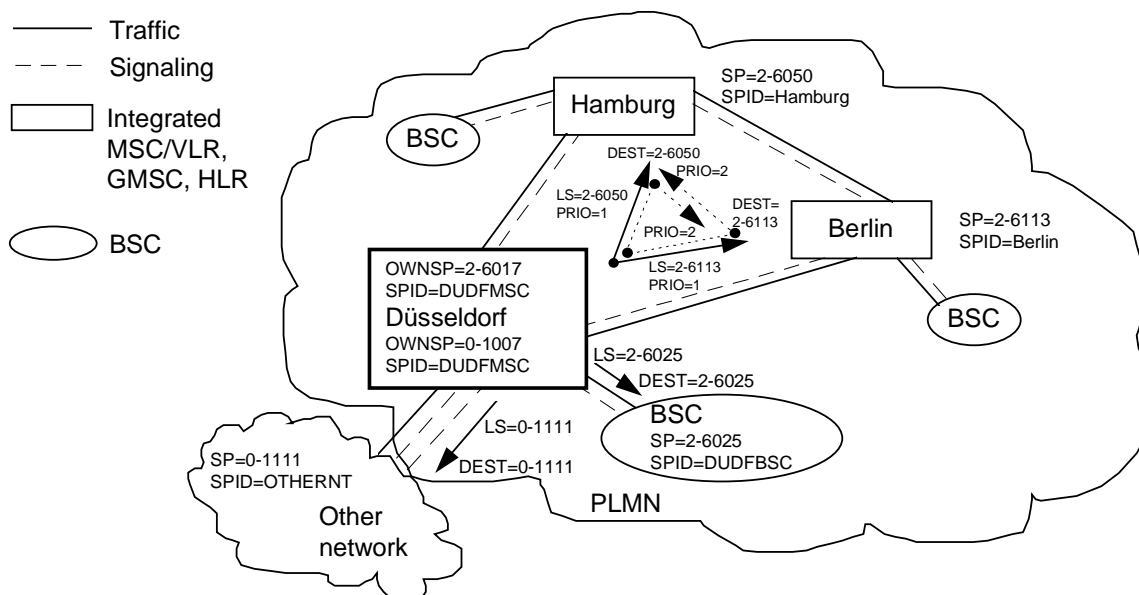 Traffic
Signaling
Integrated
MSC/VLR,
GMSC, HLR
BSC
Hamburg
SP=2-6050
SPID=Hamburg
BSC
DEST=2-6050
PRIO=2
LS=2-6050
PRIO=1
DEST=
2-6113
PRIO=2
LS=2-6113
PRIO=1
Berlin
SP=2-6113
SPID=Berlin
BSC
OWNSP=2-6017
SPID=DUDFMSC
Düsseldorf
OWNSP=0-1007
SPID=DUDFMSC
LS=2-6025
DEST=2-6025
BSC
SP=2-6025
SPID=DUDFBSC
LS=0-1111
DEST=0-1111
SP=0-1111
SPID=OTHERNT
Other
network
PLMN